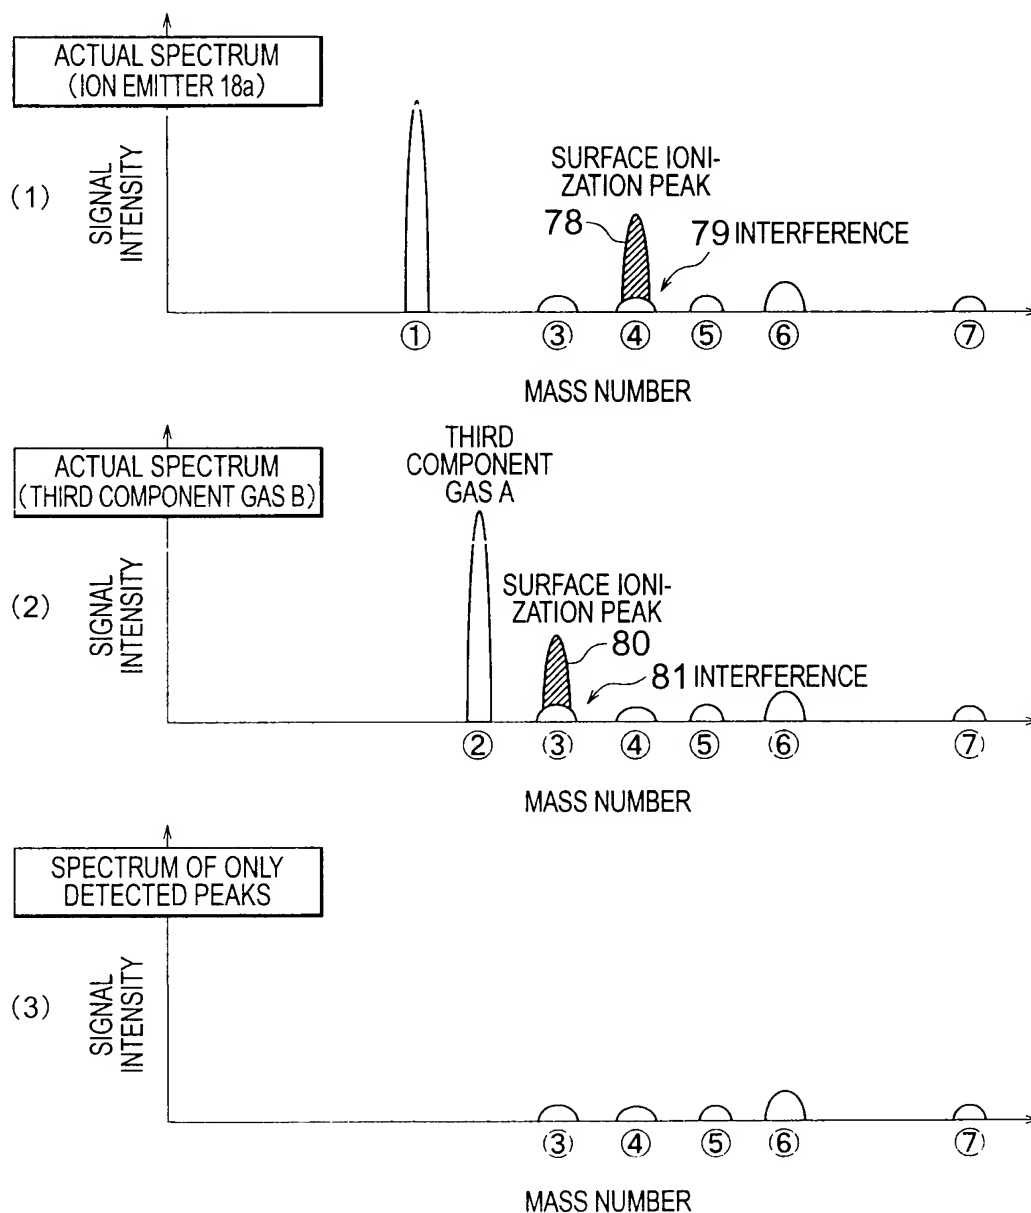 ACTUAL SPECTRUM
(ION EMITTER 18a)
(1)
SIGNAL
INTENSITY
SURFACE IONI-
ZATION PEAK
78
79 INTERFERENCE
① ③ ④ ⑤ ⑥ ⑦
MASS NUMBER
ACTUAL SPECTRUM
(THIRD COMPONENT GAS B)
THIRD
COMPONENT
GAS A
(2)
SIGNAL
INTENSITY
SURFACE IONI-
ZATION PEAK
80
81 INTERFERENCE
② ③ ④ ⑤ ⑥ ⑦
MASS NUMBER
SPECTRUM OF ONLY
DETECTED PEAKS
(3)
SIGNAL
INTENSITY
③ ④ ⑤ ⑥ ⑦
MASS NUMBER